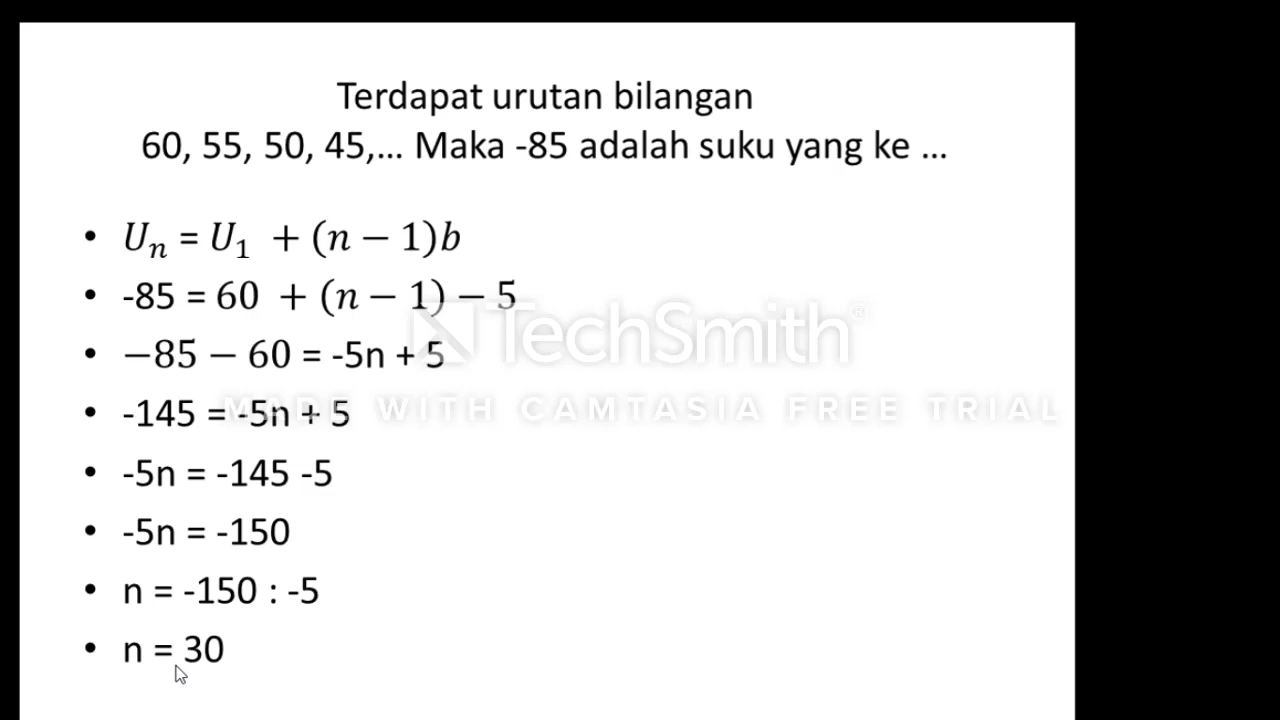 Terdapat urutan bilangan
60, 55, 50, 45,... Maka -85 adalah suku yang ke ...
• Uₙ = U₁ + (n − 1)b
• -85 = 60 + (n − 1) − 5
• −85 − 60 = -5n + 5
• -145 = -5n + 5
• -5n = -145 -5
• -5n = -150
• n = -150 : -5
• n = 30
TechSmith®
MADE WITH CAMTASIA FREE TRIAL